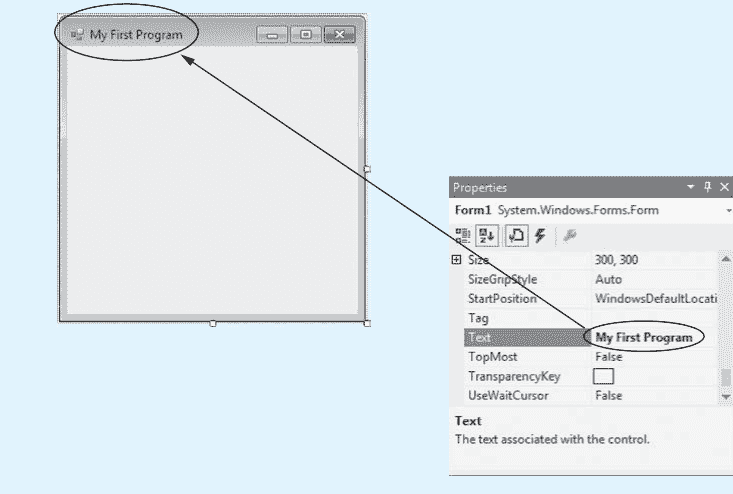 My First Program
Properties
Form1 System.Windows.Forms.Form
Size 300, 300
SizeGripStyle Auto
StartPosition WindowsDefaultLocati
Tag
Text My First Program
TopMost False
TransparencyKey
UseWaitCursor False
Text
The text associated with the control.